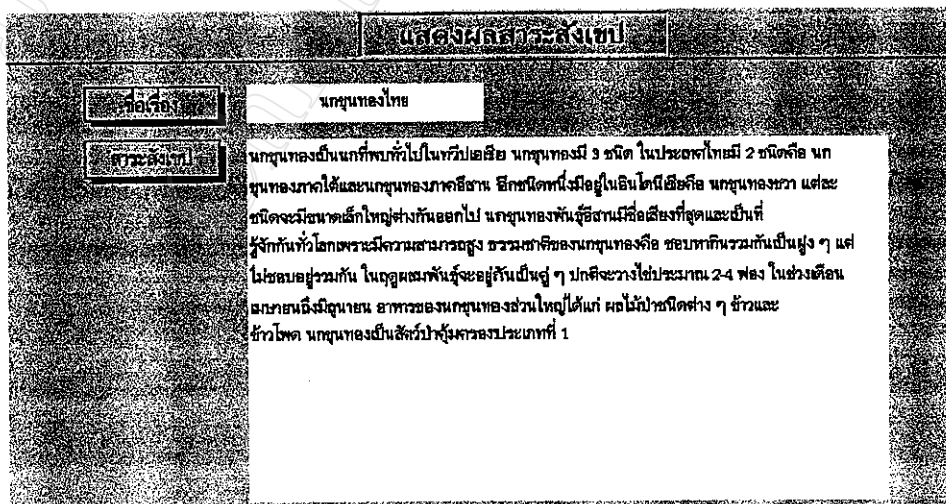 แสดงผลสาระสังเขป
ชื่อเรื่อง
นกขุนทองไทย
สาระสังเขป
นกขุนทองเป็นนกที่พบทั่วไปในทวีปเอเชีย นกขุนทองมี 3 ชนิด ในประเทศไทยมี 2 ชนิดคือ นก
ขุนทองภาคใต้และนกขุนทองภาคอีสาน อีกชนิดหนึ่งมีอยู่ในอินโดนีเซียคือ นกขุนทองชวา แต่ละ
ชนิดจะมีขนาดเล็กใหญ่ต่างกันออกไป นกขุนทองพันธุ์อีสานมีชื่อเสียงที่สุดและเป็นที่
รู้จักกันทั่วโลกเพราะมีความสามารถสูง ธรรมชาติของนกขุนทองคือ ชอบหากินรวมกันเป็นฝูง ๆ แต่
ไม่ชอบอยู่รวมกัน ในฤดูผสมพันธุ์จะอยู่กันเป็นคู่ ๆ ปกติจะวางไข่ประมาณ 2-4 ฟอง ในช่วงเดือน
เมษายนถึงมิถุนายน อาหารของนกขุนทองส่วนใหญ่ได้แก่ ผลไม้ป่าชนิดต่าง ๆ ข้าวและ
ข้าวโพด นกขุนทองเป็นสัตว์ป่าคุ้มครองประเภทที่ 1